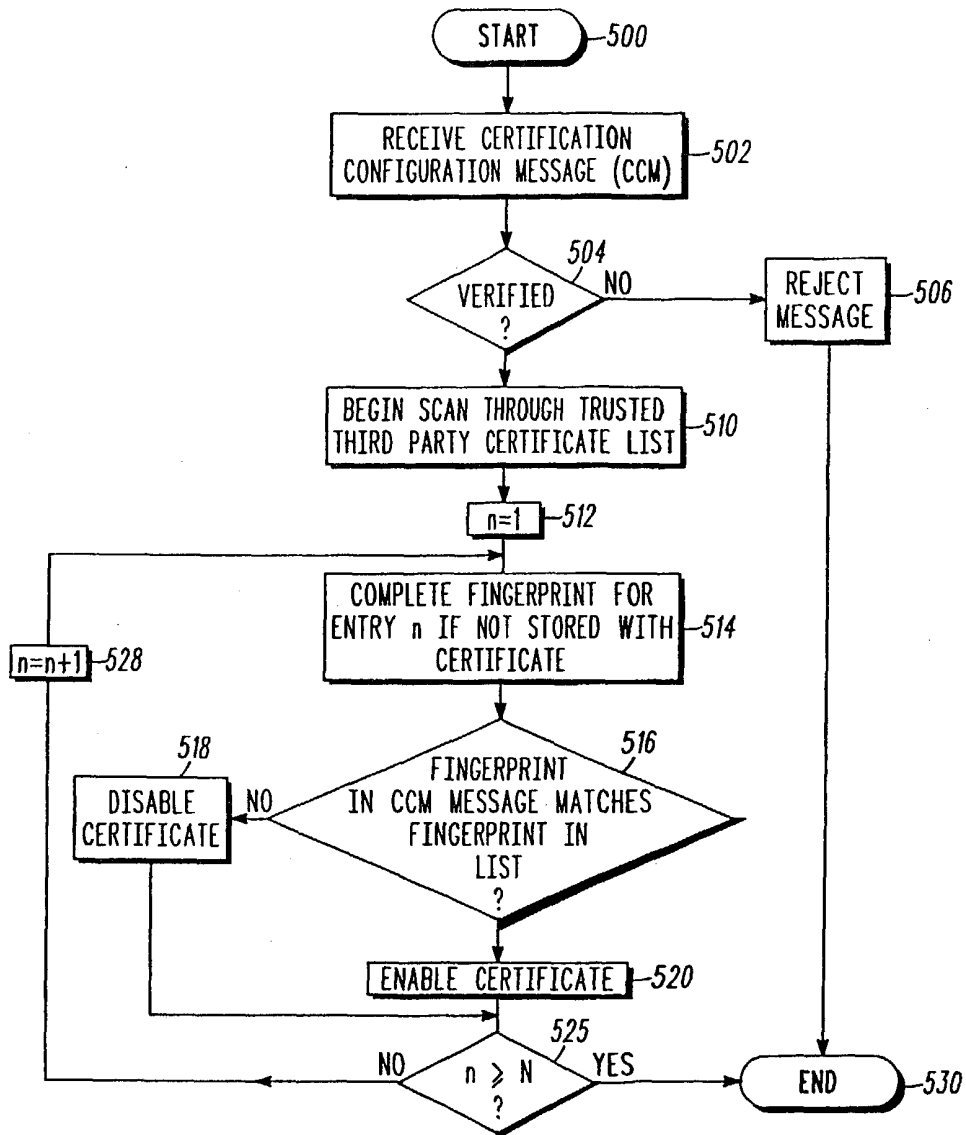 START
500
RECEIVE CERTIFICATION
CONFIGURATION MESSAGE (CCM)
502
504
VERIFIED
?
NO
REJECT
MESSAGE
506
BEGIN SCAN THROUGH TRUSTED
THIRD PARTY CERTIFICATE LIST
510
n=1
512
COMPLETE FINGERPRINT FOR
ENTRY n IF NOT STORED WITH
CERTIFICATE
514
n=n+1
528
516
FINGERPRINT
IN CCM MESSAGE MATCHES
FINGERPRINT IN
LIST
?
NO
518
DISABLE
CERTIFICATE
ENABLE CERTIFICATE
520
525
n ⩾ N
?
NO
YES
END
530